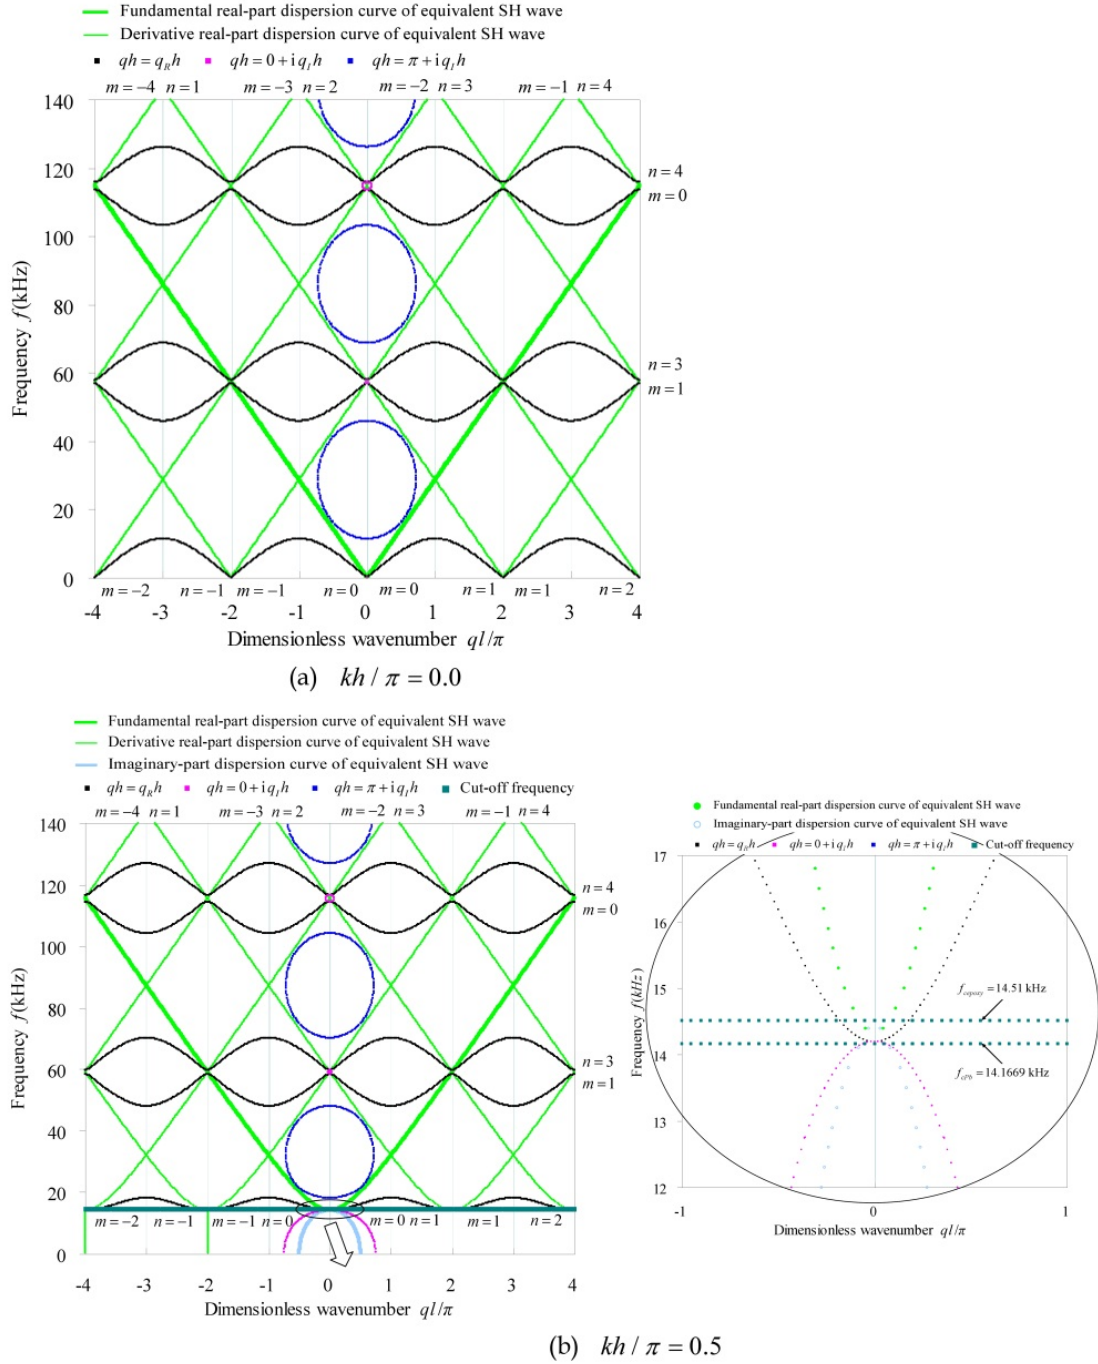 Fundamental real-part dispersion curve of equivalent SH wave
Derivative real-part dispersion curve of equivalent SH wave
qh = q_R h qh = 0 + i q_I h qh = π + i q_I h
m = −4 n = 1 m = −3 n = 2 m = −2 n = 3 m = −1 n = 4
140
120
100
80
60
40
20
0
Frequency f(kHz)
n = 4
m = 0
n = 3
m = 1
m = −2 n = −1 m = −1 n = 0 m = 0 n = 1 m = 1 n = 2
-4 -3 -2 -1 0 1 2 3 4
Dimensionless wavenumber ql/π
(a) kh / π = 0.0
Fundamental real-part dispersion curve of equivalent SH wave
Derivative real-part dispersion curve of equivalent SH wave
Imaginary-part dispersion curve of equivalent SH wave
qh = q_R h qh = 0 + i q_I h qh = π + i q_I h Cut-off frequency
m = −4 n = 1 m = −3 n = 2 m = −2 n = 3 m = −1 n = 4
140
120
100
80
60
40
20
0
Frequency f(kHz)
n = 4
m = 0
n = 3
m = 1
m = −2 n = −1 m = −1 n = 0 m = 0 n = 1 m = 1 n = 2
-4 -3 -2 -1 0 1 2 3 4
Dimensionless wavenumber ql/π
Fundamental real-part dispersion curve of equivalent SH wave
Imaginary-part dispersion curve of equivalent SH wave
qh = q_R h qh = 0 + i q_I h qh = π + i q_I h Cut-off frequency
17
16
15
14
13
12
Frequency f(kHz)
f_cepoxy = 14.51 kHz
f_cPb = 14.1669 kHz
-1 0 1
Dimensionless wavenumber ql/π
(b) kh / π = 0.5